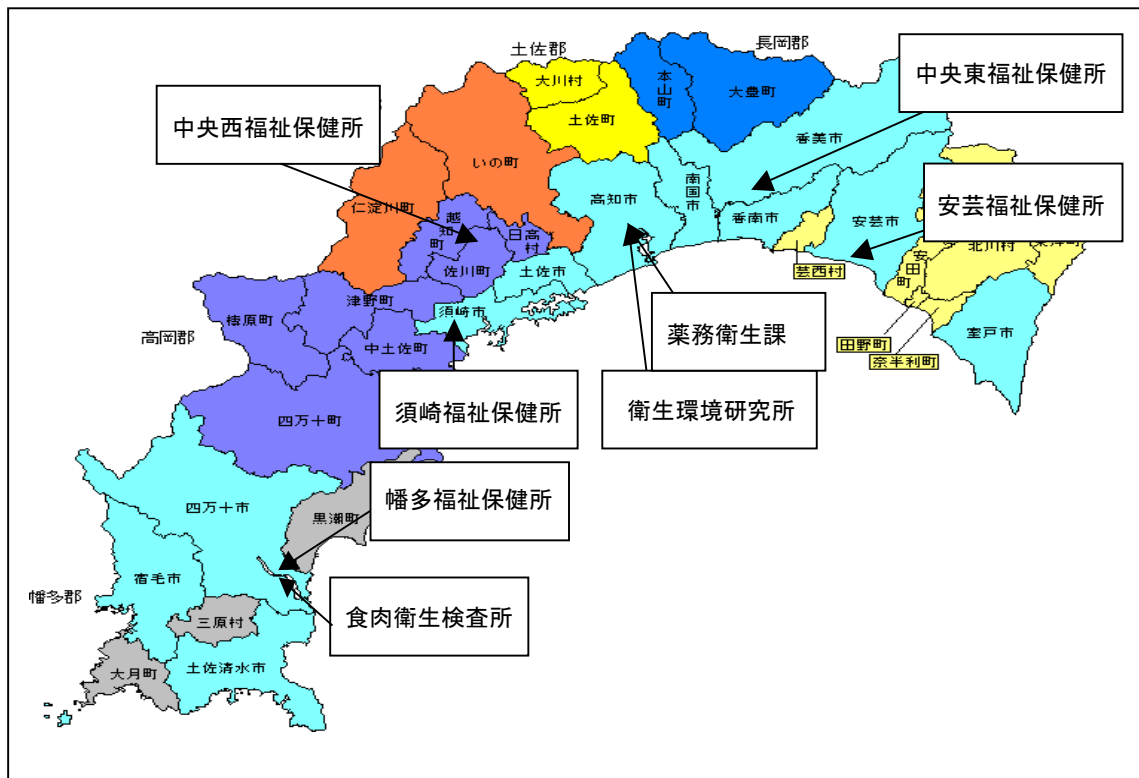 土佐郡
長岡郡
大川村
土佐町
本山町
大豊町
中央東福祉保健所
中央西福祉保健所
いの町
香美市
仁淀川町
高知市
南国市
香南市
安芸市
安芸福祉保健所
越知町
日高村
佐川町
土佐市
芸西村
安田町
北川村
津野町
須崎市
檮原町
高岡郡
中土佐町
薬務衛生課
田野町
奈半利町
室戸市
四万十町
須崎福祉保健所
衛生環境研究所
四万十市
黒潮町
幡多福祉保健所
宿毛市
幡多郡
三原村
食肉衛生検査所
大月町
土佐清水市